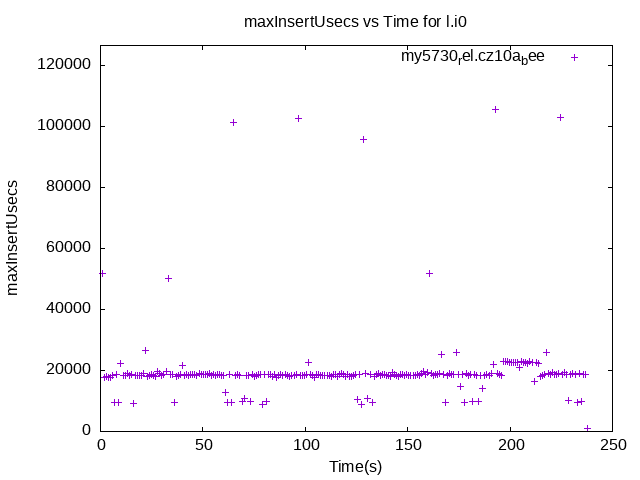 maxInsertUsecs vs Time for l.i0
my5730rel.cz10abee
120000
100000
80000
60000
40000
20000
0
maxInsertUsecs
0 50 100 150 200 250
Time(s)